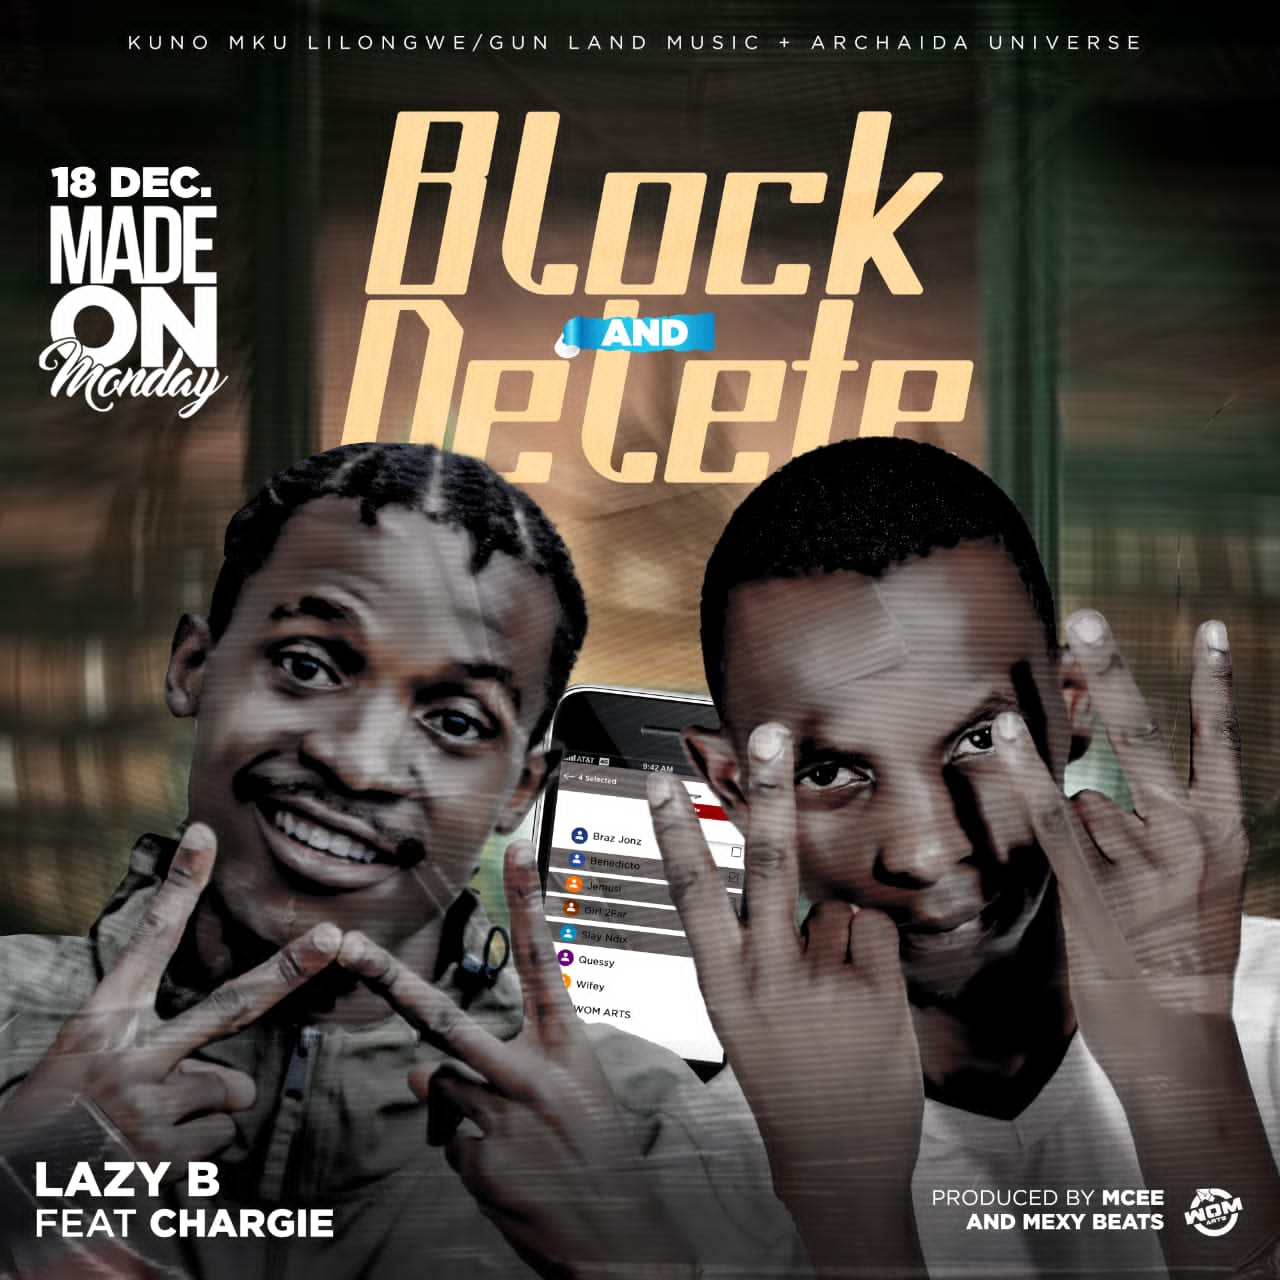 KUNO MKU LILONGWE/GUN LAND MUSIC + ARCHAIDA UNIVERSE
18 DEC.
MADE
ON
Monday
Block
AND
Delete
AT&T
9:42 AM
4 Selected
Braz Jonz
Benedicto
Jemusi
Girl 2Far
Slay Ndix
Quessy
Wifey
WOM ARTS
LAZY B
FEAT CHARGIE
PRODUCED BY MCEE
AND MEXY BEATS
WOM
ARTS